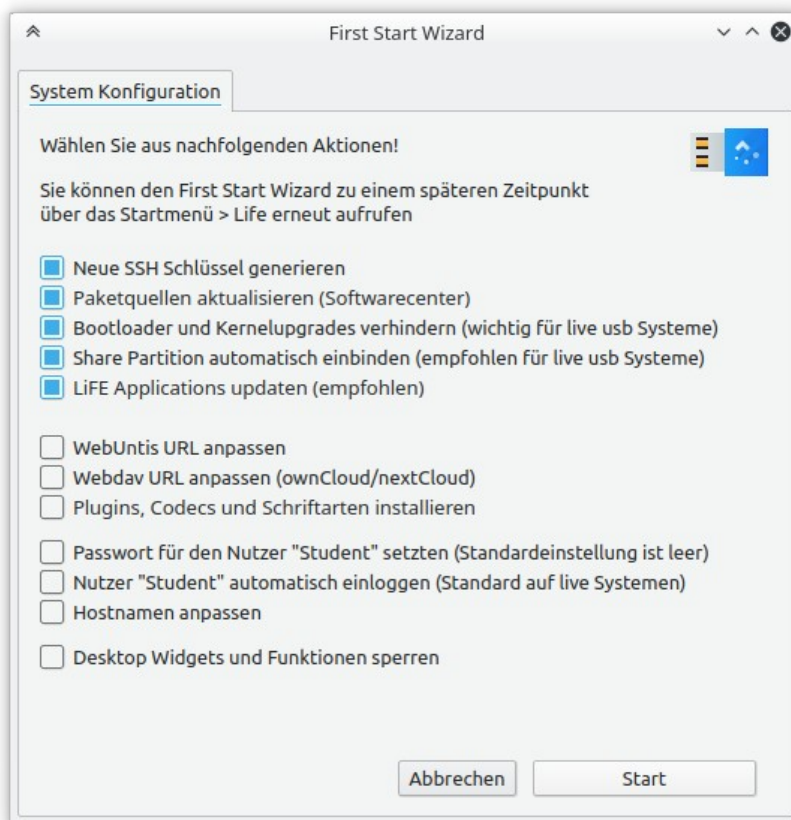 First Start Wizard
System Konfiguration
Wählen Sie aus nachfolgenden Aktionen!
Sie können den First Start Wizard zu einem späteren Zeitpunkt
über das Startmenü > Life erneut aufrufen
Neue SSH Schlüssel generieren
Paketquellen aktualisieren (Softwarecenter)
Bootloader und Kernelupgrades verhindern (wichtig für live usb Systeme)
Share Partition automatisch einbinden (empfohlen für live usb Systeme)
LiFE Applications updaten (empfohlen)
WebUntis URL anpassen
Webdav URL anpassen (ownCloud/nextCloud)
Plugins, Codecs und Schriftarten installieren
Passwort für den Nutzer "Student" setzten (Standardeinstellung ist leer)
Nutzer "Student" automatisch einloggen (Standard auf live Systemen)
Hostnamen anpassen
Desktop Widgets und Funktionen sperren
Abbrechen
Start